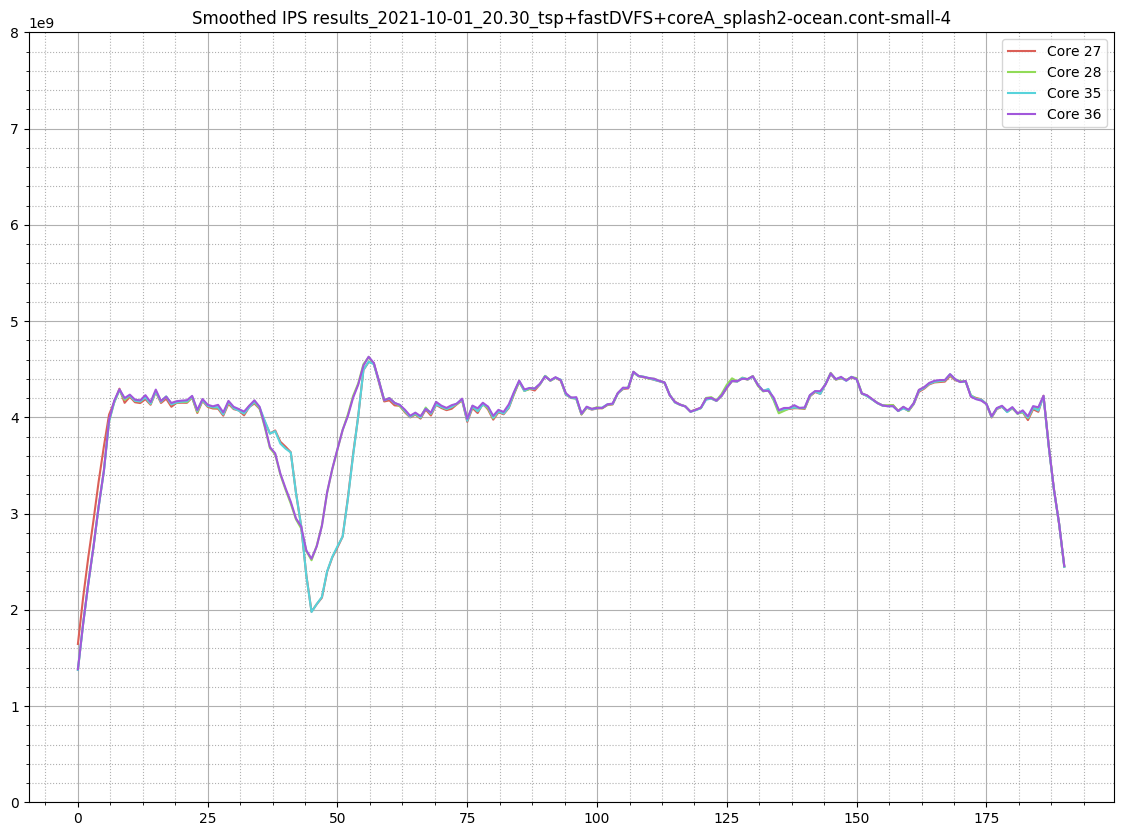 Smoothed IPS results_2021-10-01_20.30_tsp+fastDVFS+coreA_splash2-ocean.cont-small-4
1e9
Core 27
Core 28
Core 35
Core 36
8
7
6
5
4
3
2
1
0
0 25 50 75 100 125 150 175